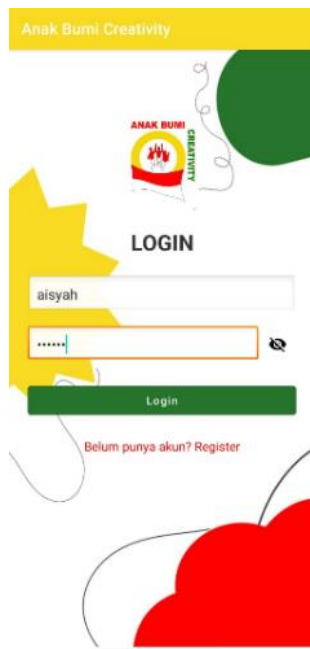 Anak Bumi Creativity
ANAK BUMI
CREATIVITY
LOGIN
aisyah
••••••
Login
Belum punya akun? Register